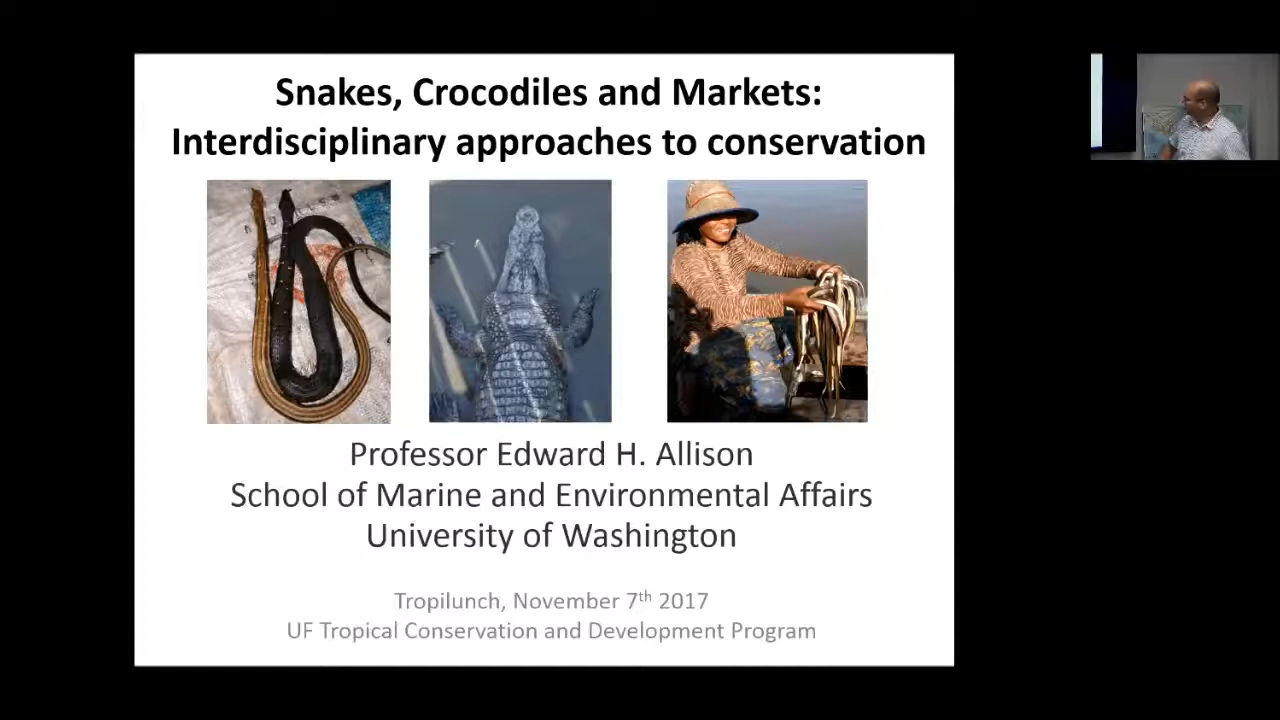 Snakes, Crocodiles and Markets:
Interdisciplinary approaches to conservation
Professor Edward H. Allison
School of Marine and Environmental Affairs
University of Washington
Tropilunch, November 7th 2017
UF Tropical Conservation and Development Program